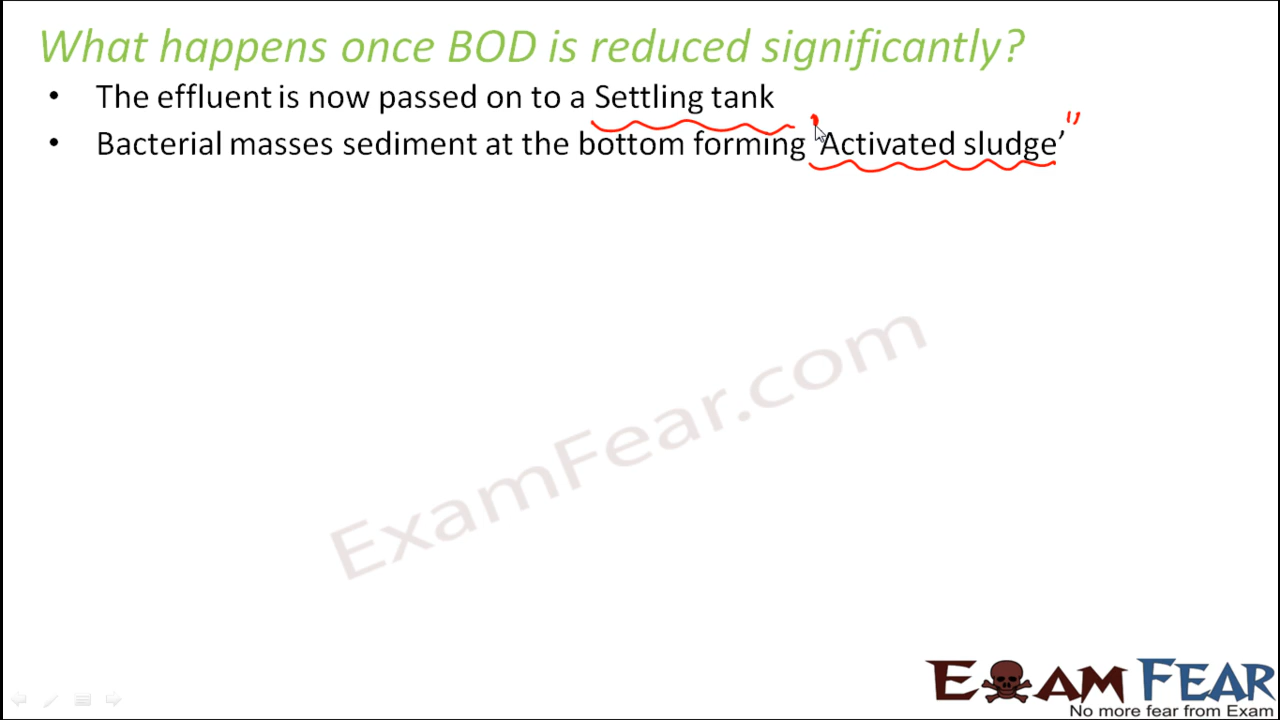 What happens once BOD is reduced significantly?
• The effluent is now passed on to a Settling tank
• Bacterial masses sediment at the bottom forming 'Activated sludge’"
ExamFear.com
EXAM FEAR
No more fear from Exam